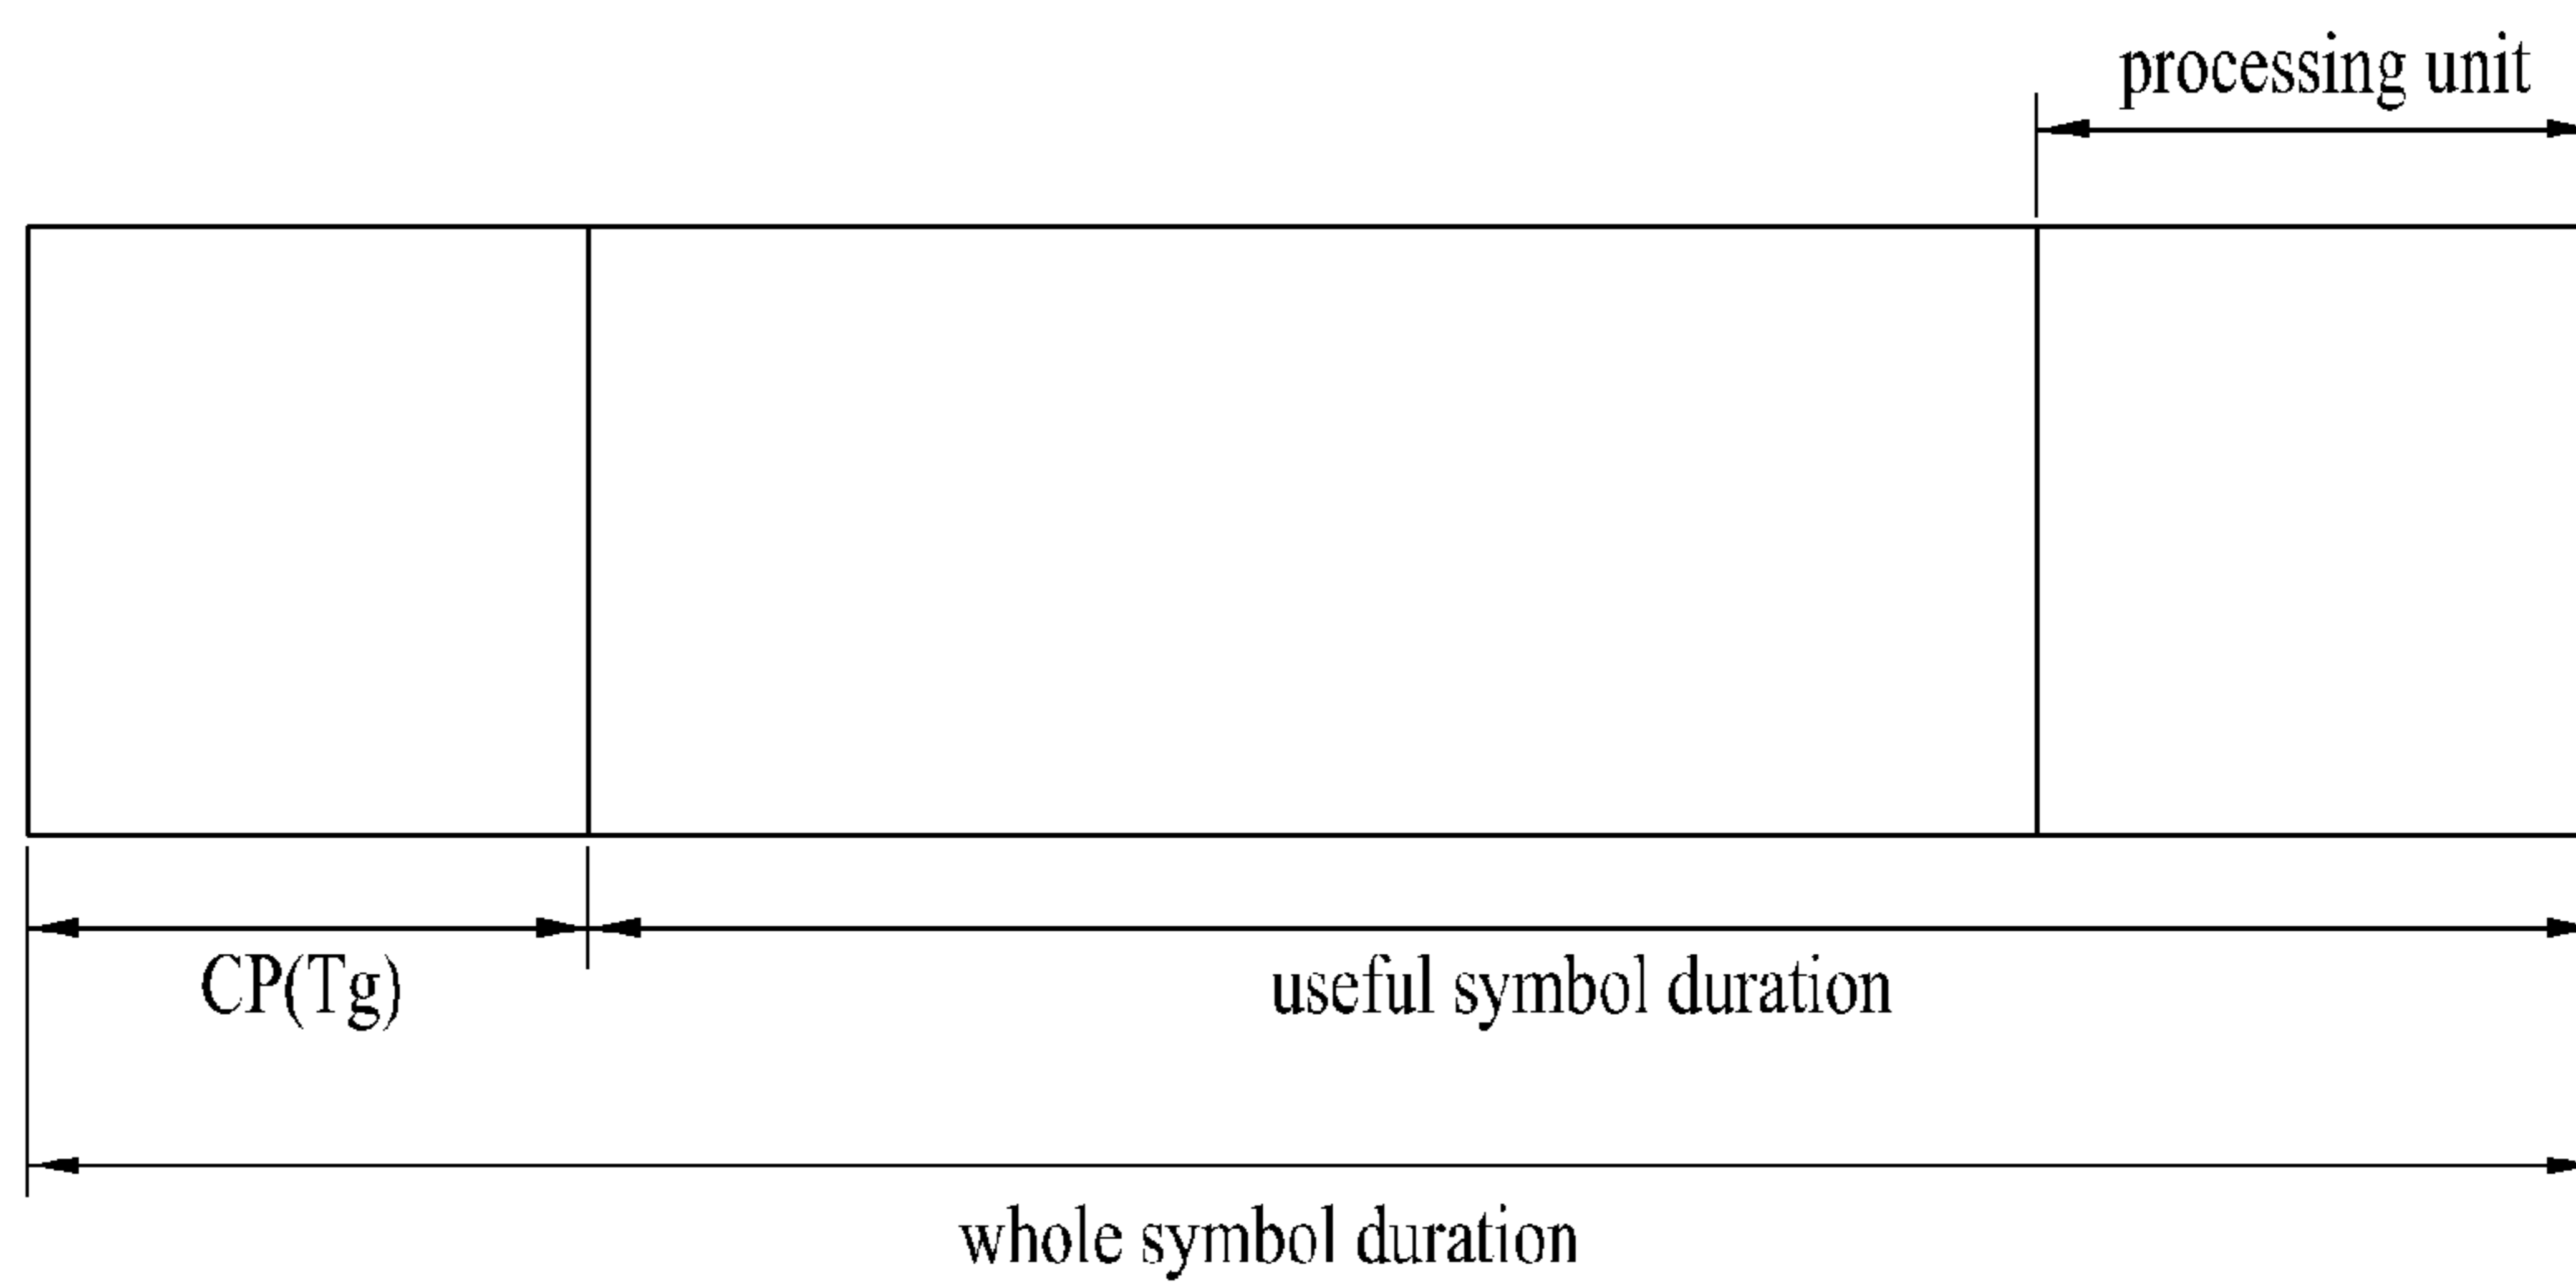 processing unit
CP(Tg)
useful symbol duration
whole symbol duration